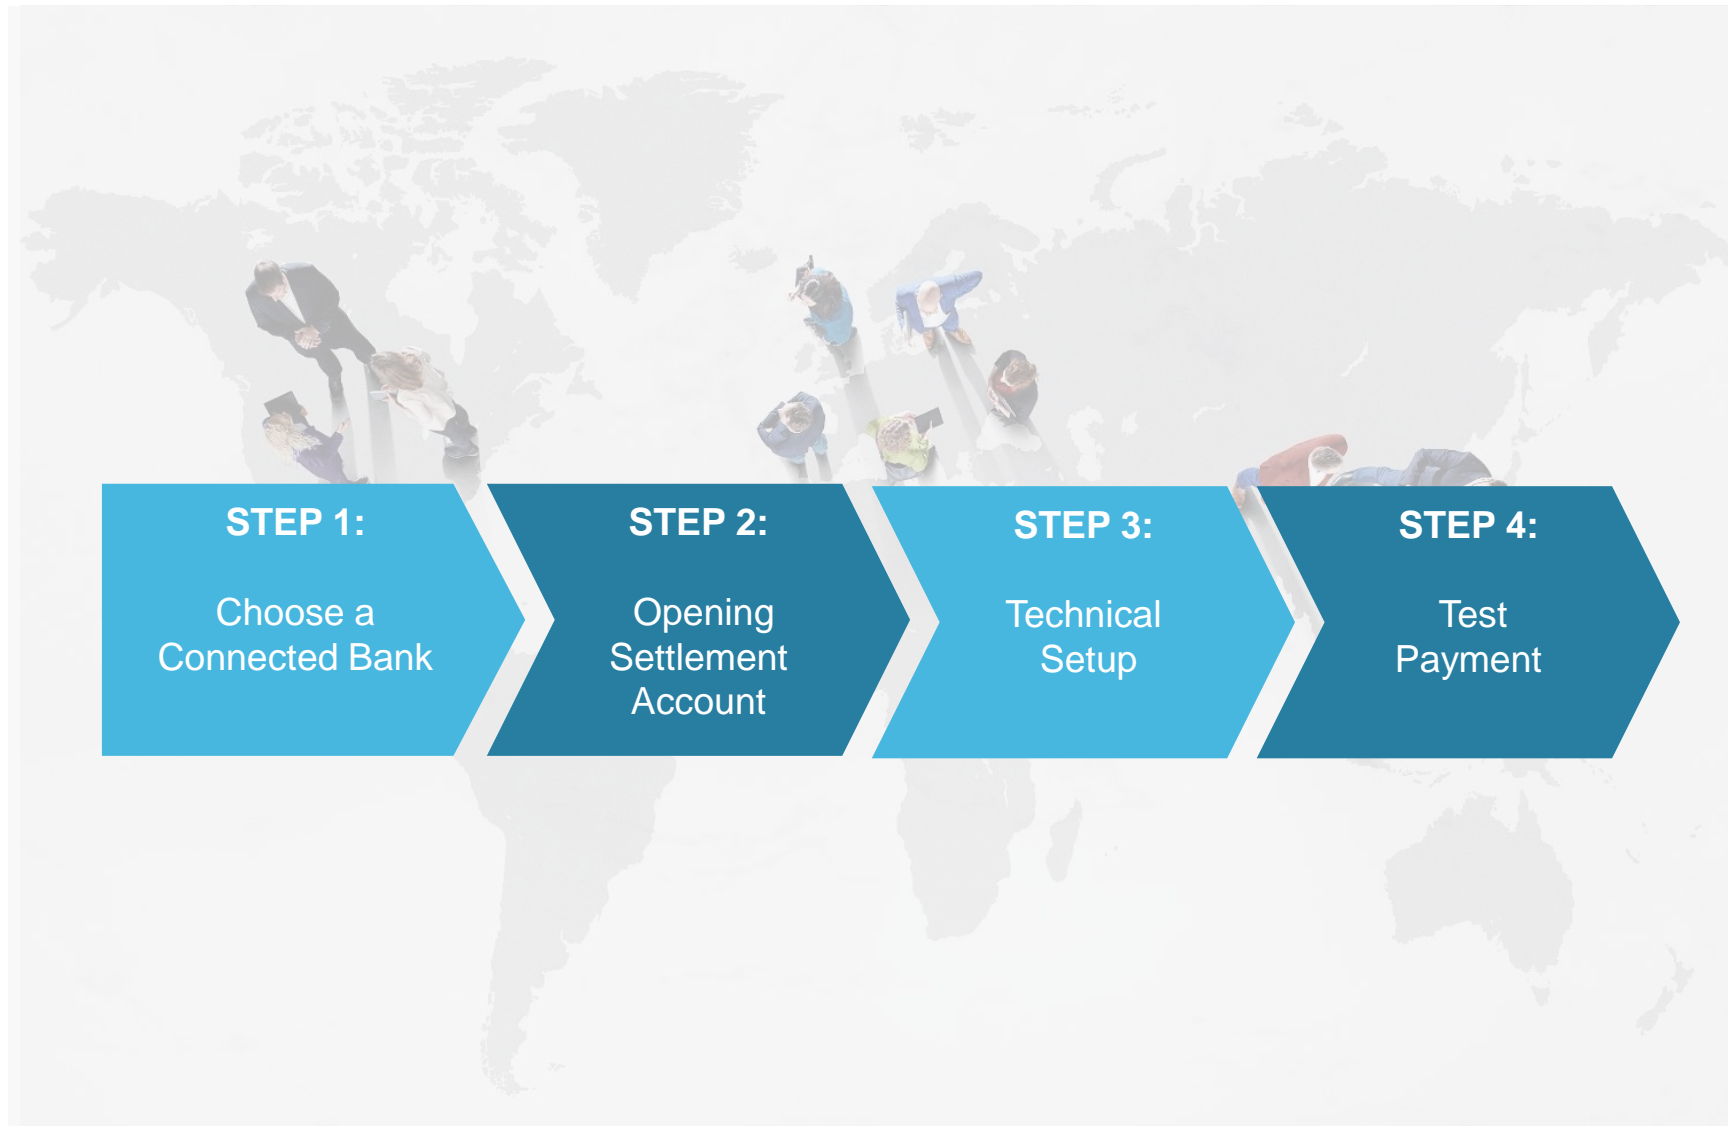 STEP 1:
Choose a
Connected Bank
STEP 2:
Opening
Settlement
Account
STEP 3:
Technical
Setup
STEP 4:
Test
Payment